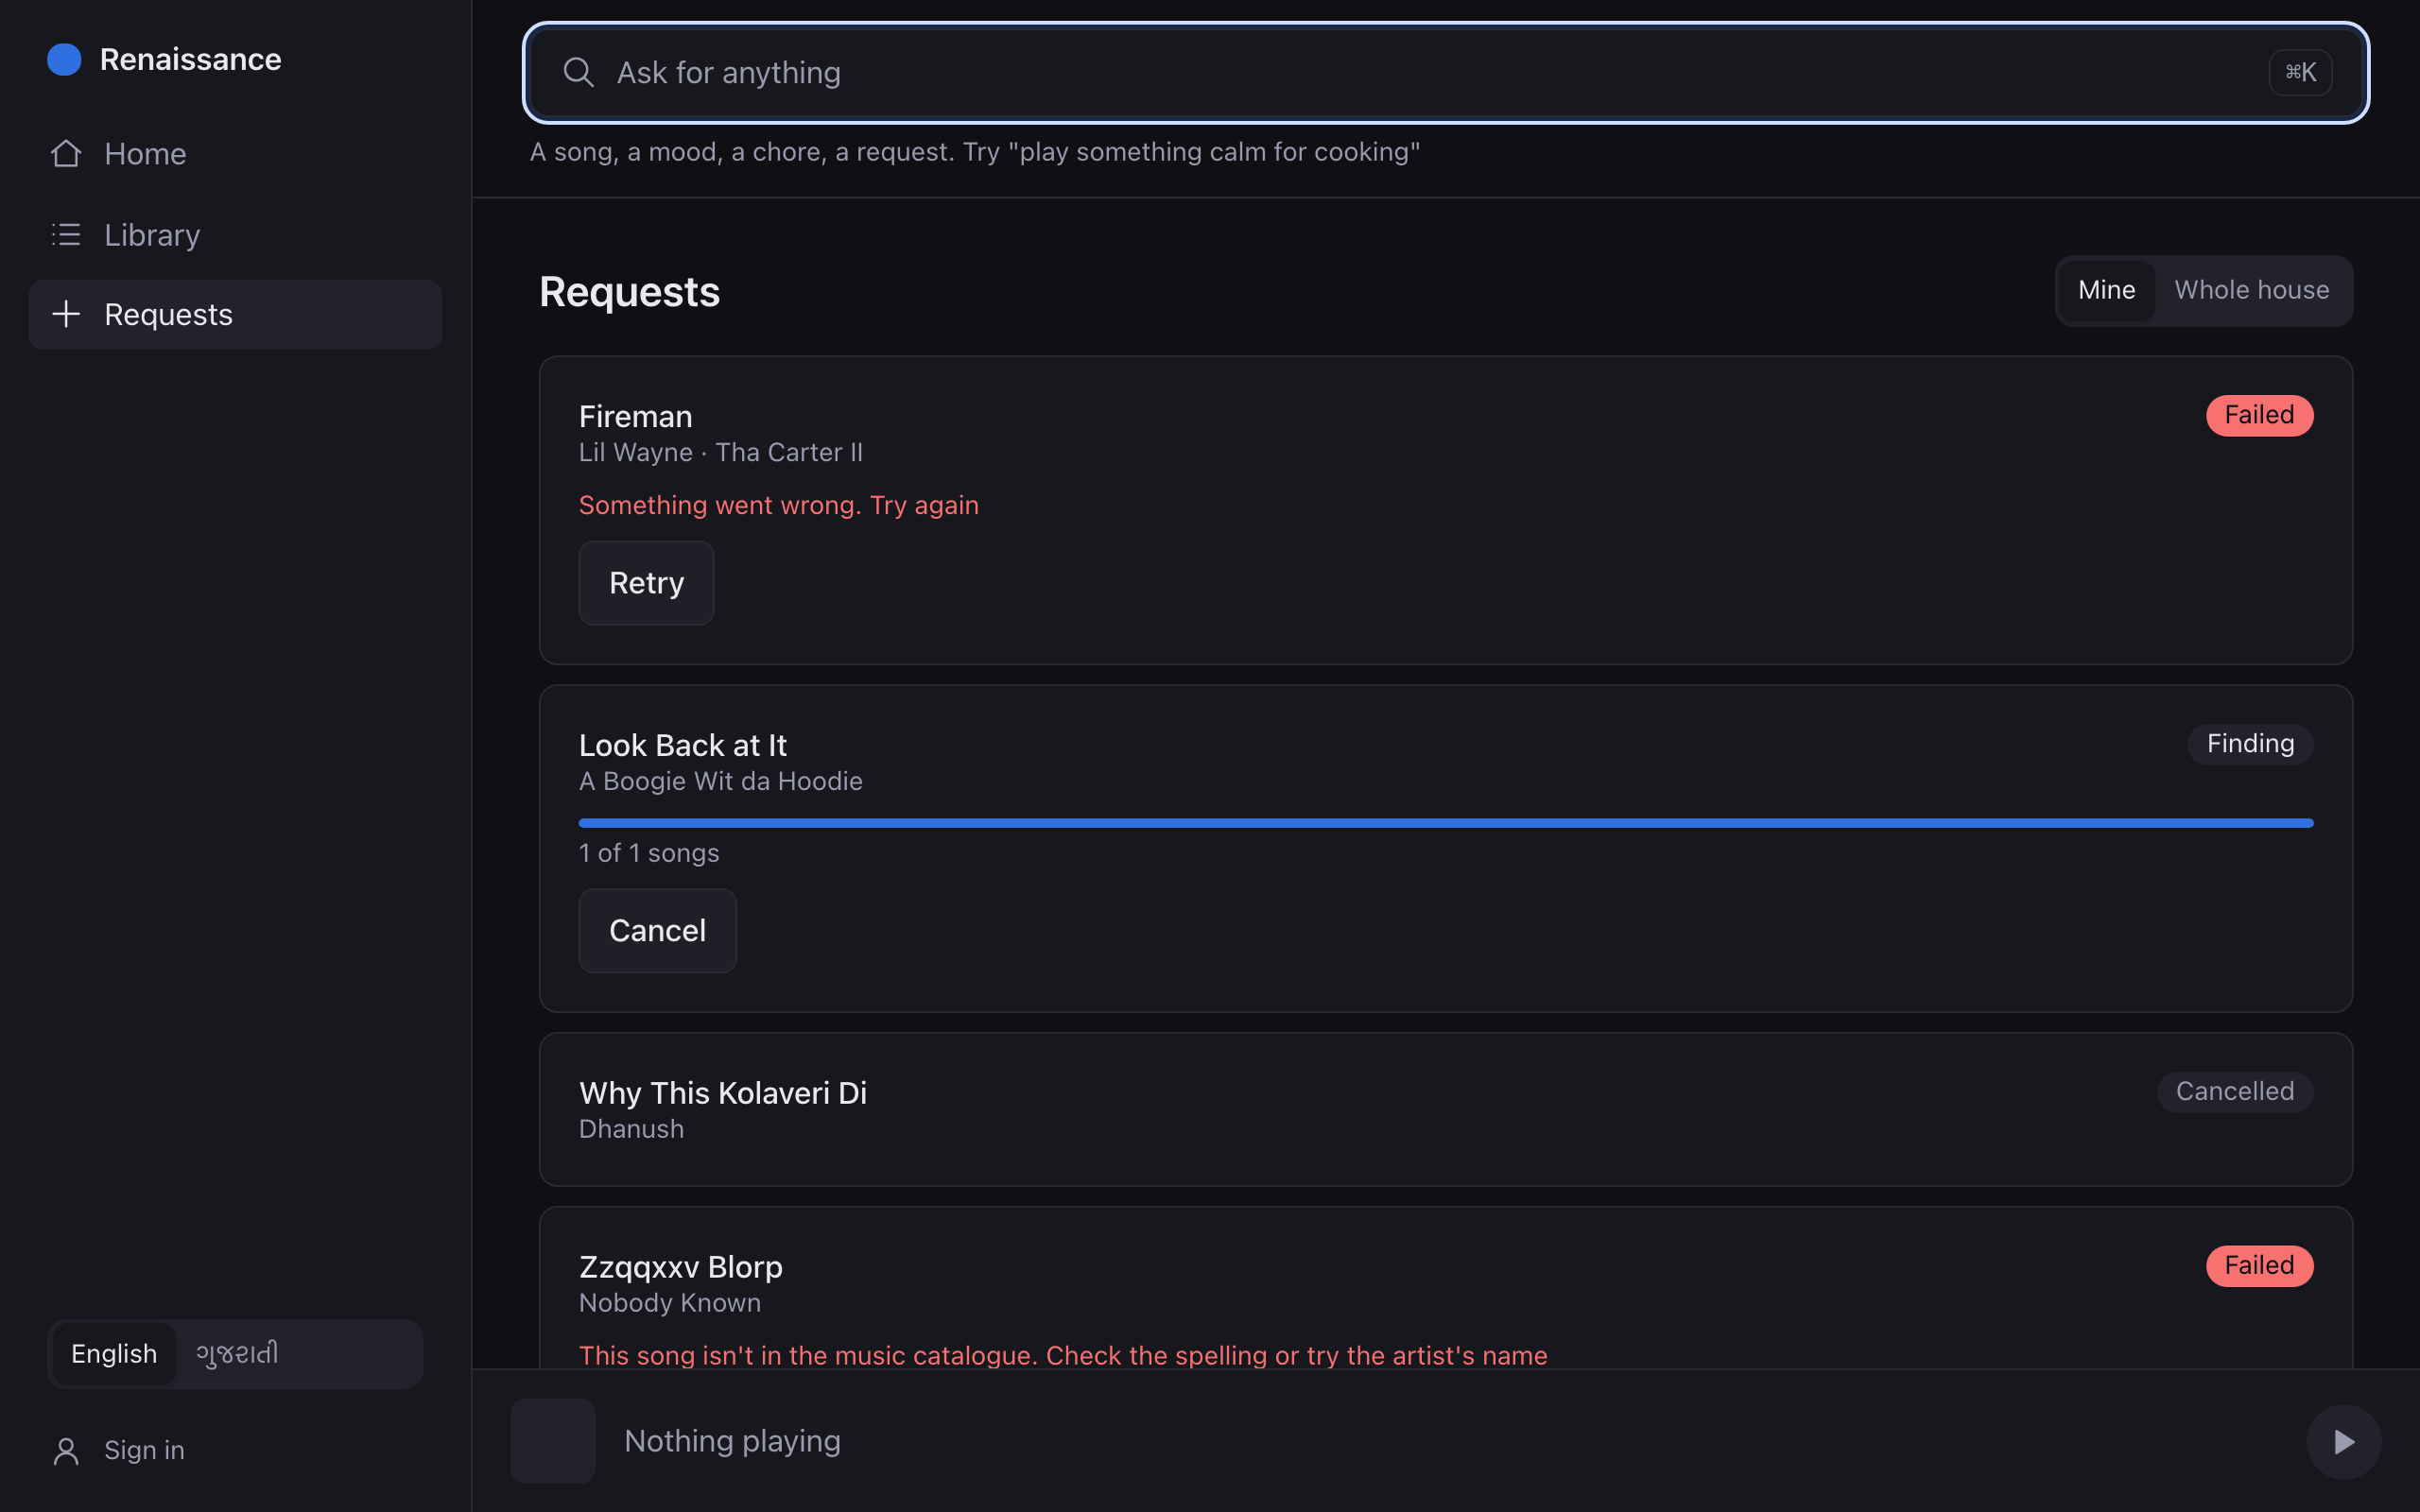 Renaissance
Home
Library
Requests
English
ગુજરાતી
Sign in
Ask for anything
⌘K
A song, a mood, a chore, a request. Try "play something calm for cooking"
Requests
Mine
Whole house
Fireman
Failed
Lil Wayne · Tha Carter II
Something went wrong. Try again
Retry
Look Back at It
Finding
A Boogie Wit da Hoodie
1 of 1 songs
Cancel
Why This Kolaveri Di
Cancelled
Dhanush
Zzqqxxv Blorp
Failed
Nobody Known
This song isn't in the music catalogue. Check the spelling or try the artist's name
Nothing playing